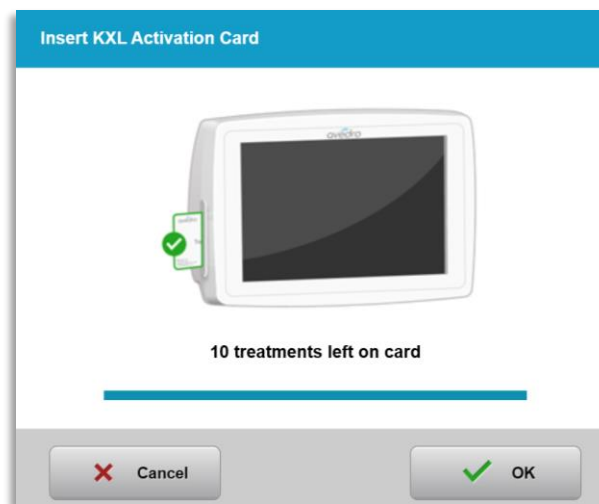 Insert KXL Activation Card
avedro
10 treatments left on card
Cancel
OK